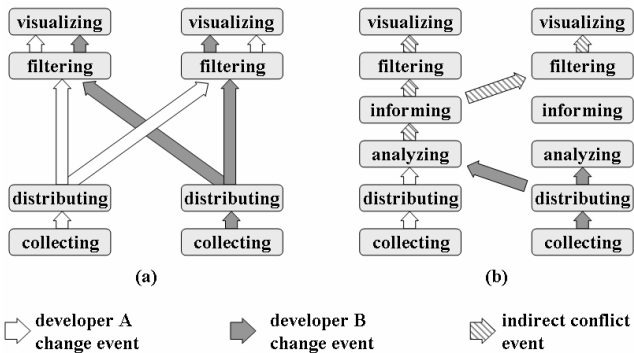 visualizing visualizing visualizing visualizing
filtering filtering filtering filtering
informing informing
analyzing analyzing
distributing distributing distributing distributing
collecting collecting collecting collecting
(a) (b)
developer A developer B indirect conflict
change event change event event